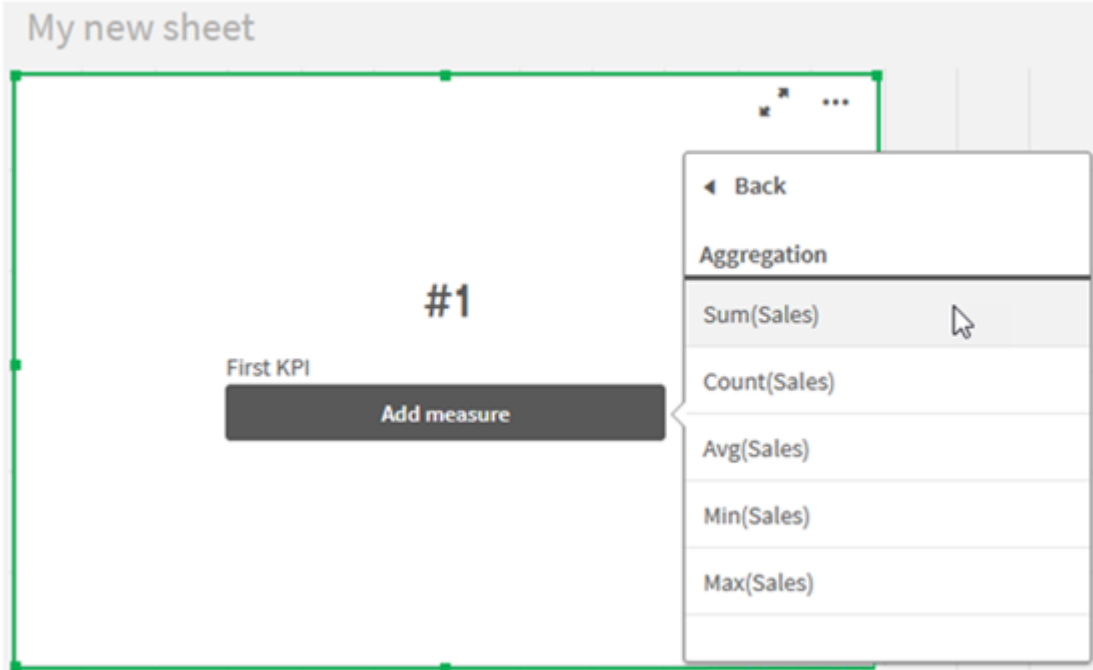 My new sheet
#1
First KPI
Add measure
Back
Aggregation
Sum(Sales)
Count(Sales)
Avg(Sales)
Min(Sales)
Max(Sales)